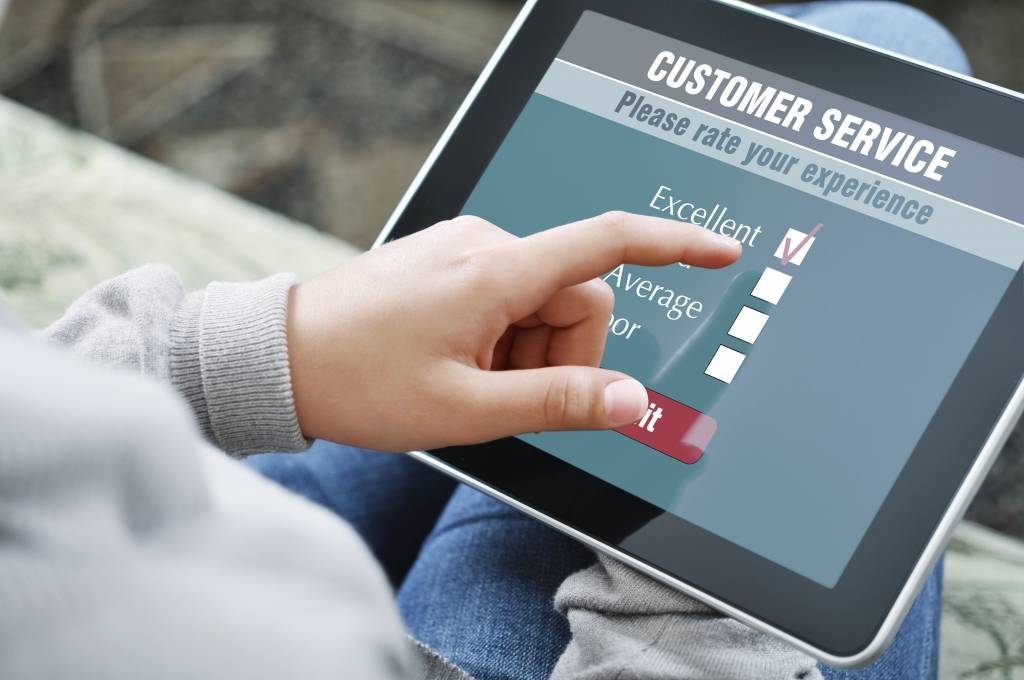 CUSTOMER SERVICE
Please rate your experience
Excellent
Average